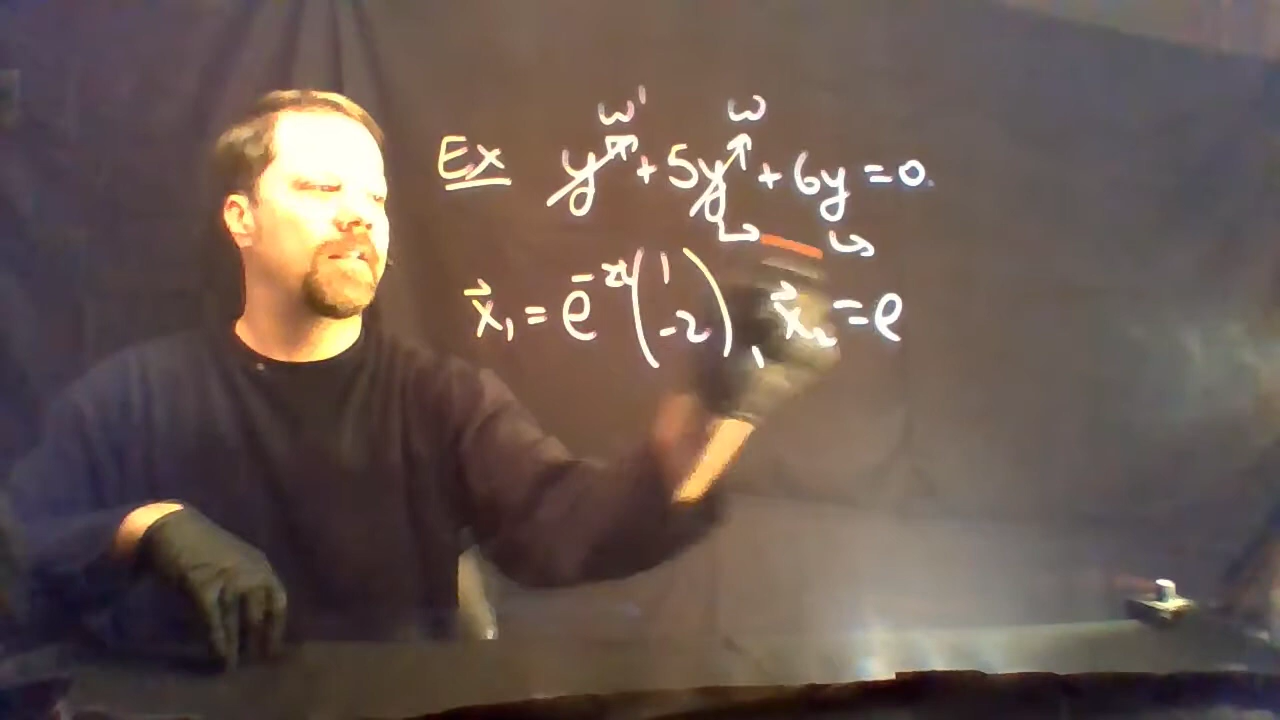 w' w
Ex y'' + 5y' + 6y = 0.
x⃗₁ = e⁻²ᵗ (1 -2), x⃗₂ = e